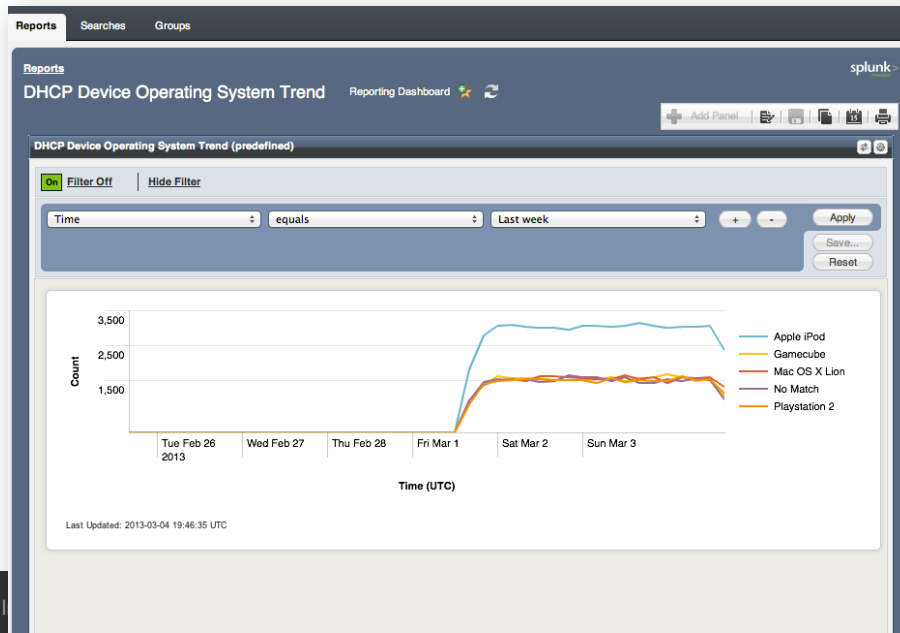 Reports Searches Groups
Reports
splunk>
DHCP Device Operating System Trend Reporting Dashboard
Add Panel
15
DHCP Device Operating System Trend (predefined)
On Filter Off Hide Filter
Time equals Last week + - Apply
Save...
Reset
3,500
2,500
1,500
Count
Apple iPod
Gamecube
Mac OS X Lion
No Match
Playstation 2
Tue Feb 26 Wed Feb 27 Thu Feb 28 Fri Mar 1 Sat Mar 2 Sun Mar 3
2013
Time (UTC)
Last Updated: 2013-03-04 19:46:35 UTC